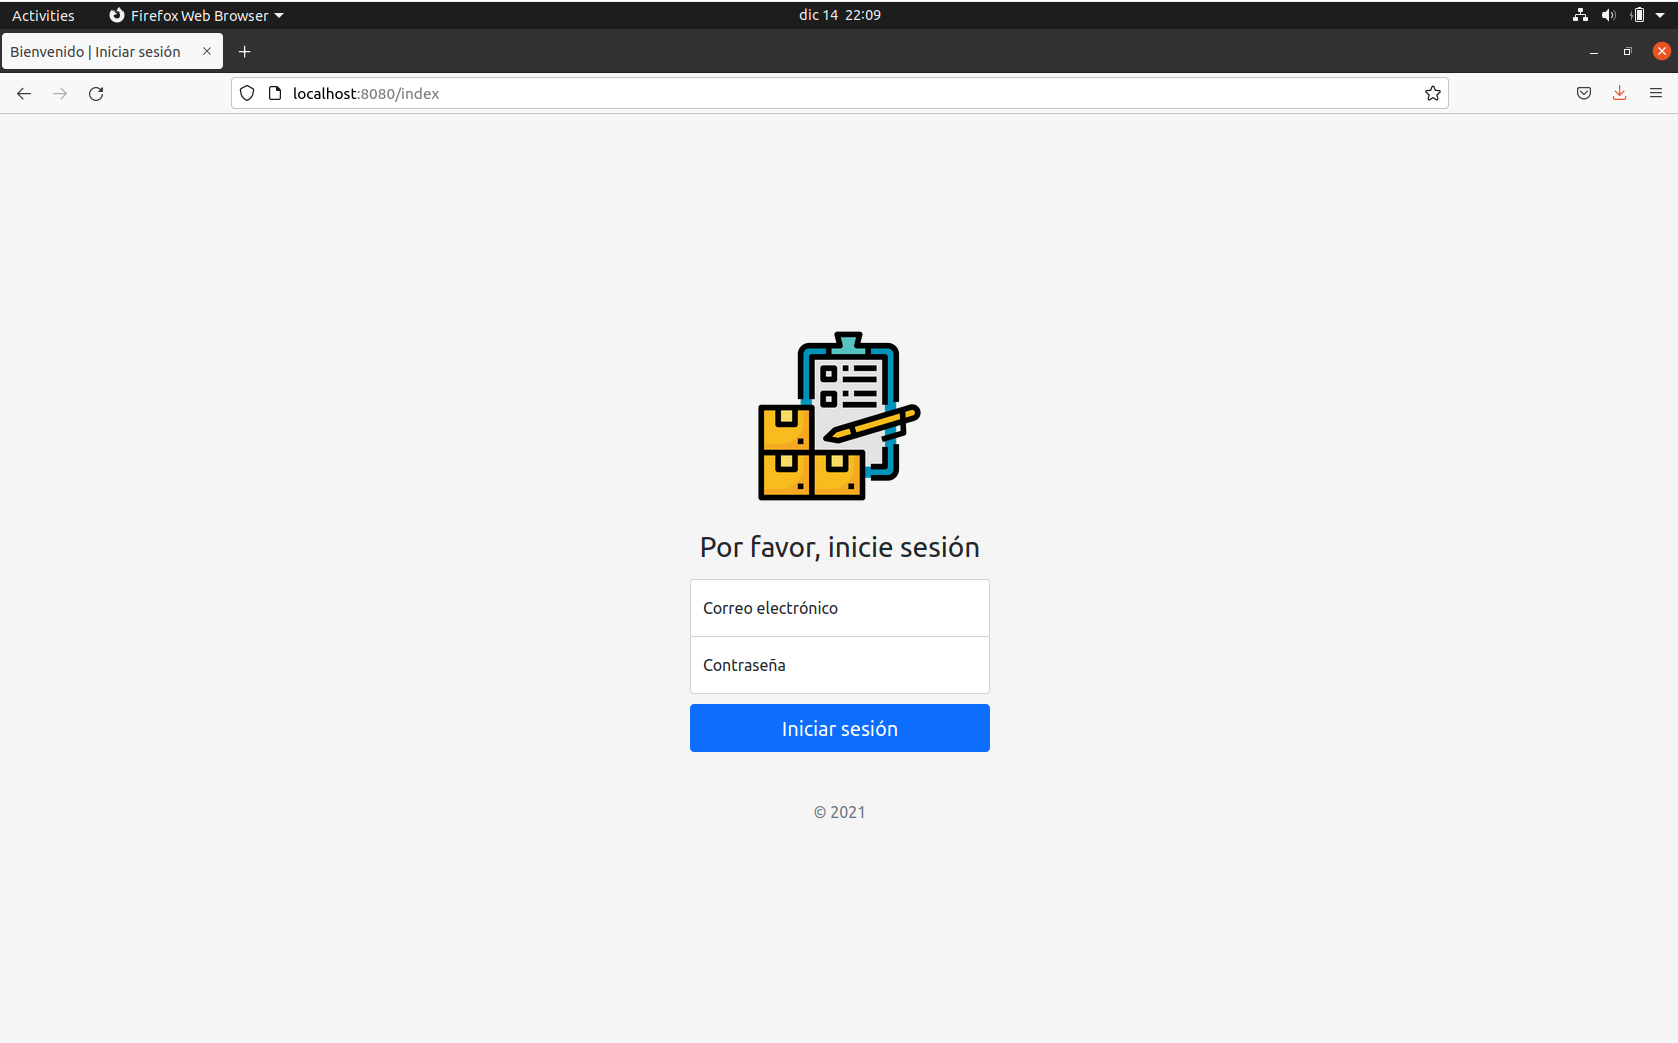 Activities Firefox Web Browser dic 14 22:09
Bienvenido | Iniciar sesión
localhost:8080/index
Por favor, inicie sesión
Correo electrónico
Contraseña
Iniciar sesión
© 2021